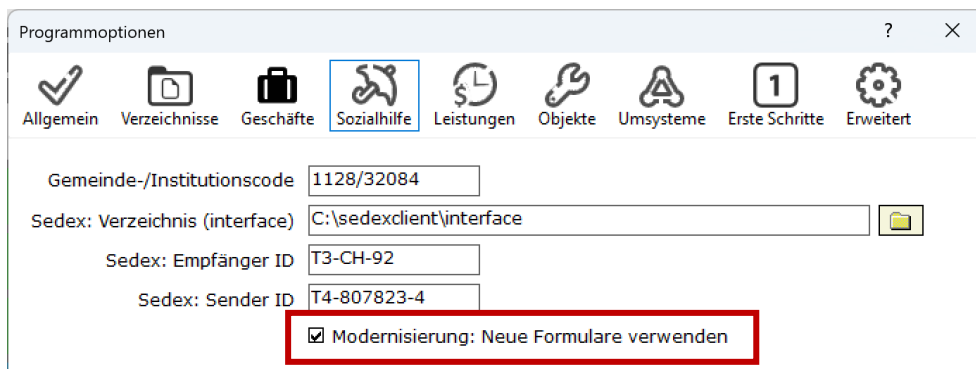 Programmoptionen ?
1
Allgemein Verzeichnisse Geschäfte Sozialhilfe Leistungen Objekte Umsysteme Erste Schritte Erweitert
Gemeinde-/Institutionscode 1128/32084
Sedex: Verzeichnis (interface) C:\sedexclient\interface
Sedex: Empfänger ID T3-CH-92
Sedex: Sender ID T4-807823-4
Modernisierung: Neue Formulare verwenden